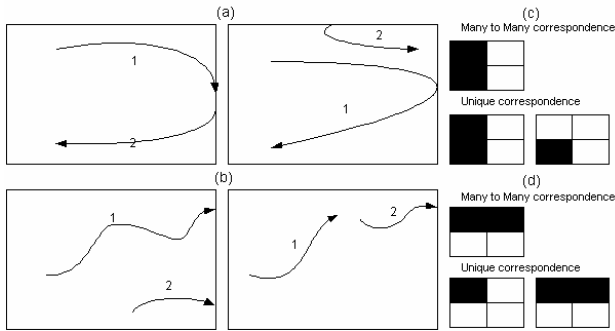 (a)
1
2
2
1
(c)
Many to Many correspondence
Unique correspondence
(b)
1
2
1
2
(d)
Many to Many correspondence
Unique correspondence